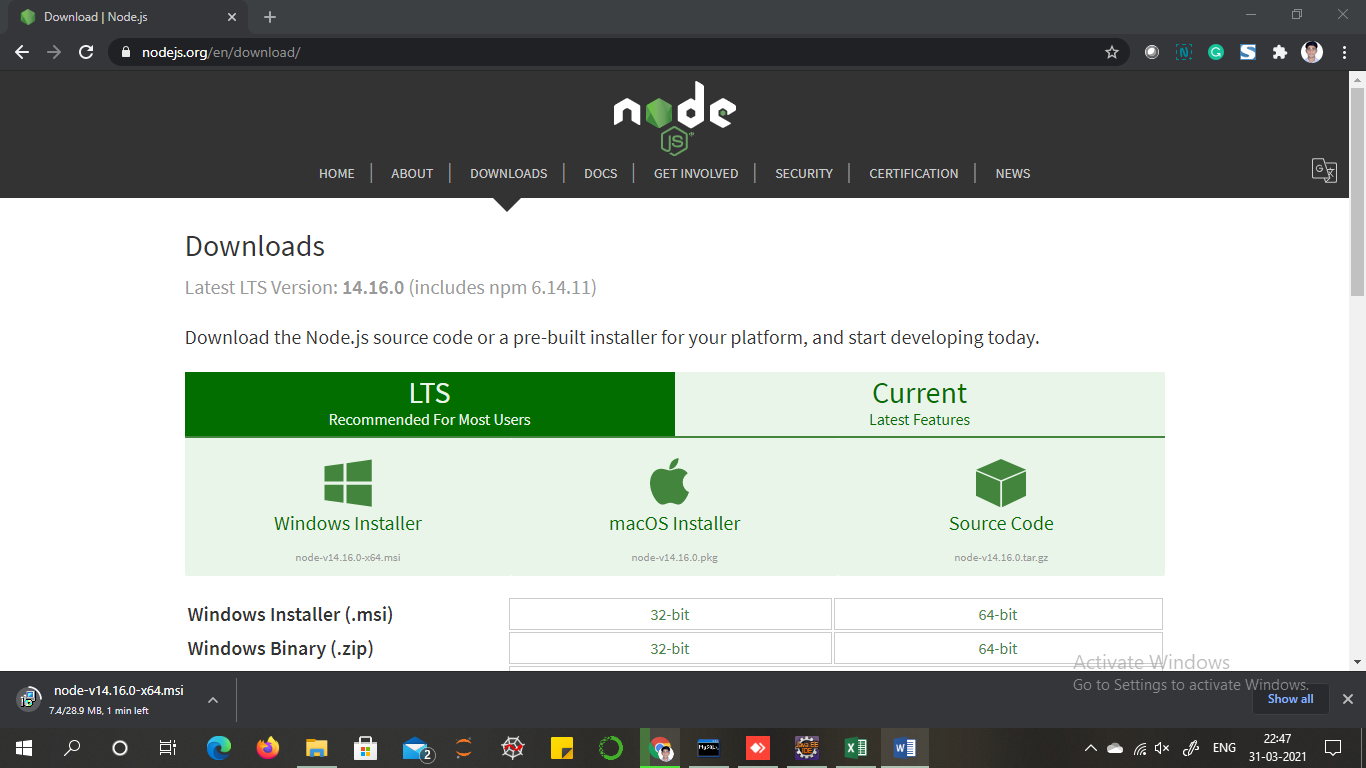 Download | Node.js
nodejs.org/en/download/
node
JS
HOME ABOUT DOWNLOADS DOCS GET INVOLVED SECURITY CERTIFICATION NEWS
Downloads
Latest LTS Version: 14.16.0 (includes npm 6.14.11)
Download the Node.js source code or a pre-built installer for your platform, and start developing today.
LTS
Recommended For Most Users
Current
Latest Features
Windows Installer
node-v14.16.0-x64.msi
macOS Installer
node-v14.16.0.pkg
Source Code
node-v14.16.0.tar.gz
Windows Installer (.msi) 32-bit 64-bit
Windows Binary (.zip) 32-bit 64-bit
Activate Windows
Go to Settings to activate Windows.
node-v14.16.0-x64.msi
7.4/28.9 MB, 1 min left
Show all
2
ENG
22:47
31-03-2021